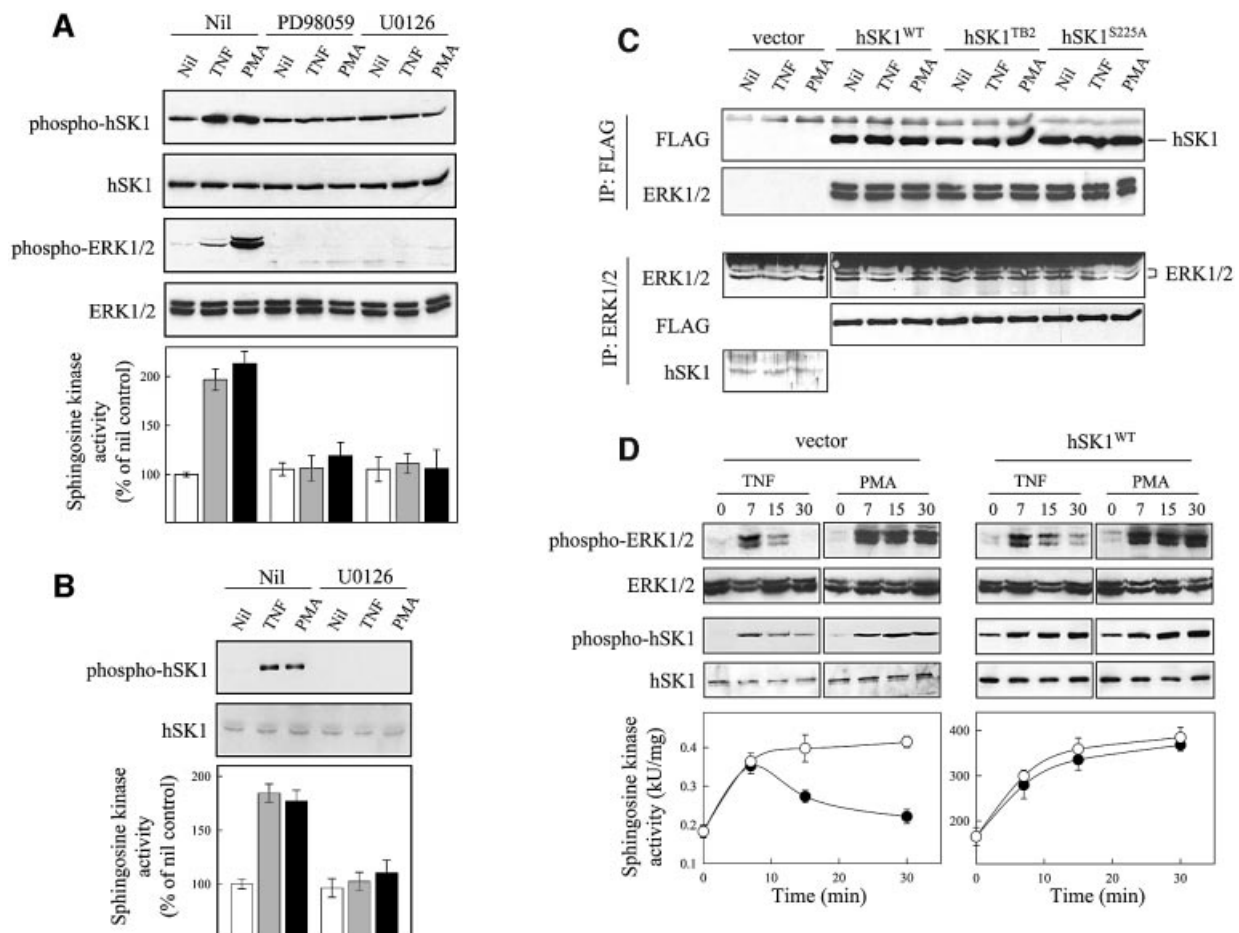 A
Nil PD98059 U0126
Nil TNF PMA Nil TNF PMA Nil TNF PMA
phospho-hSK1
hSK1
phospho-ERK1/2
ERK1/2
Sphingosine kinase
activity
(% of nil control)
200
150
100
B
Nil U0126
Nil TNF PMA Nil TNF PMA
phospho-hSK1
hSK1
Sphingosine kinase
activity
(% of nil control)
200
150
100
C
vector hSK1WT hSK1TB2 hSK1S225A
Nil TNF PMA Nil TNF PMA Nil TNF PMA Nil TNF PMA
IP: FLAG
FLAG
hSK1
ERK1/2
IP: ERK1/2
ERK1/2
ERK1/2
FLAG
hSK1
D
vector hSK1WT
TNF PMA TNF PMA
0 7 15 30 0 7 15 30 0 7 15 30 0 7 15 30
phospho-ERK1/2
ERK1/2
phospho-hSK1
hSK1
Sphingosine kinase
activity (kU/mg)
0.4
0.3
0.2
0.1
0 10 20 30
Time (min)
400
300
200
0 10 20 30
Time (min)